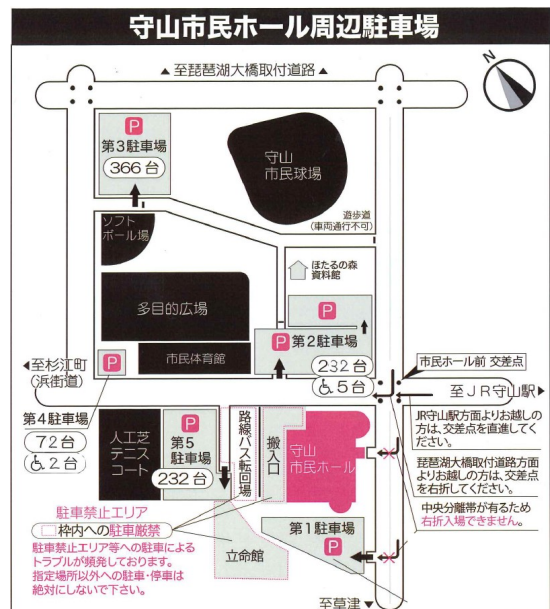 守山市民ホール周辺駐車場
▲至琵琶湖大橋取付道路▲
N
P
第3駐車場
366台
守山
市民球場
遊歩道
(車両通行不可)
ソフト
ボール場
ほたるの森
資料館
多目的広場
P
P 第2駐車場
232台
♿5台
市民体育館
◀至杉江町
(浜街道)
P
市民ホール前 交差点
至JR守山駅▶
第4駐車場
72台
♿2台
人工芝
テニス
コート
P
第5
駐車場
232台
路線バス転回場
搬入口
守山
市民ホール
JR守山駅方面よりお越しの
方は、交差点を直進してく
ださい。
琵琶湖大橋取付道路方面
よりお越しの方は、交差点
を右折してください。
中央分離帯が有るため
右折入場できません。
駐車禁止エリア
枠内への駐車厳禁
駐車禁止エリア等への駐車による
トラブルが頻発しております。
指定場所以外への駐車・停車は
絶対にしないで下さい。
立命館
第1駐車場
P
至草津▼